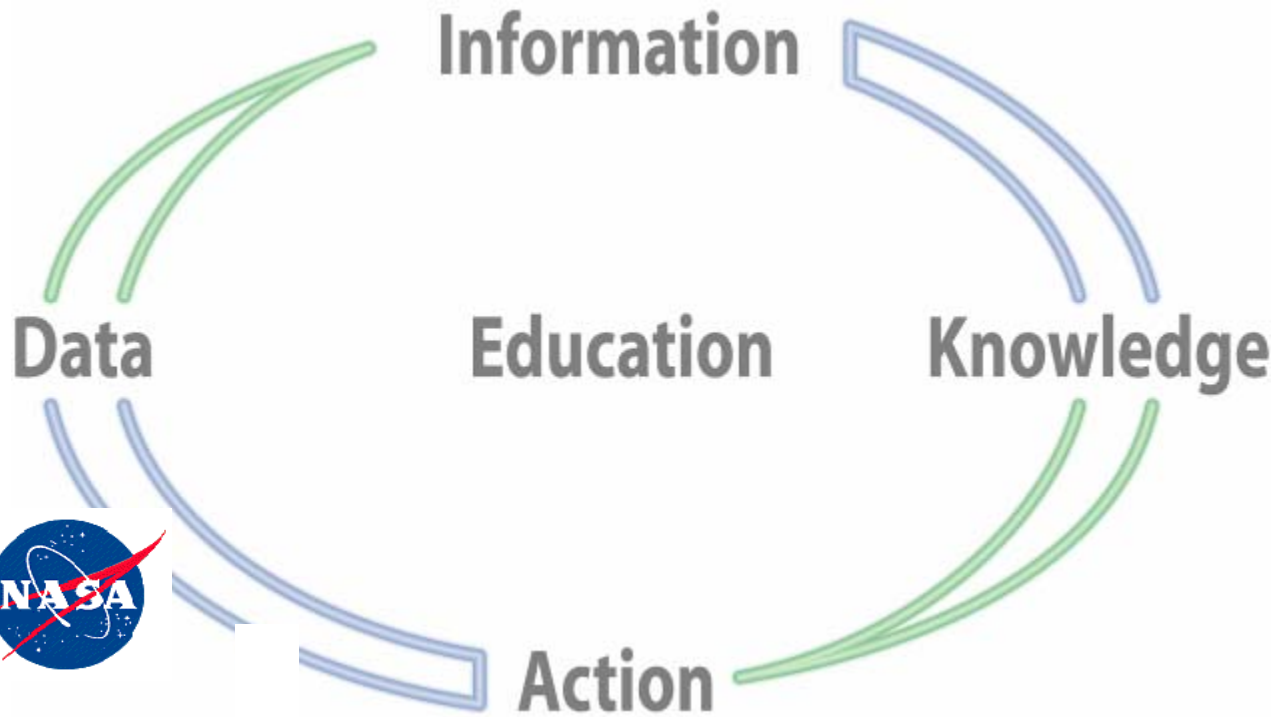 Information
Data
Education
Knowledge
NASA
Action